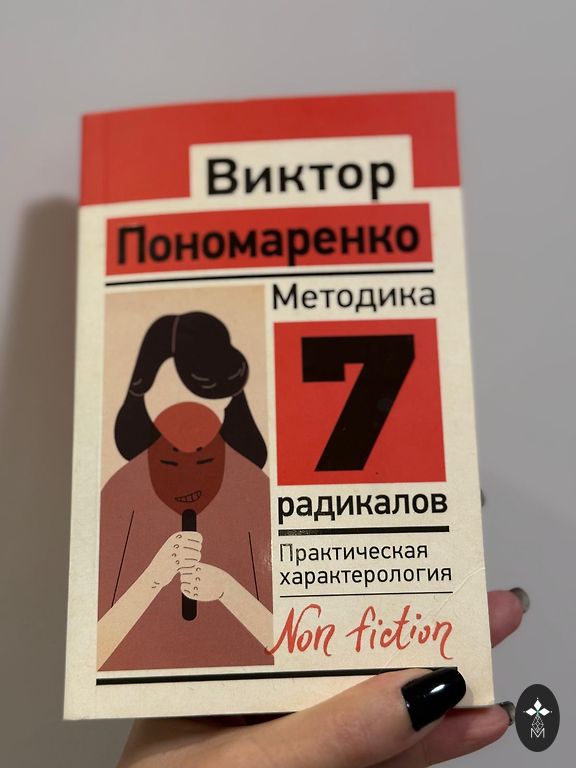 Виктор
Пономаренко
Методика
7
радикалов
Практическая
характерология
Non fiction
M